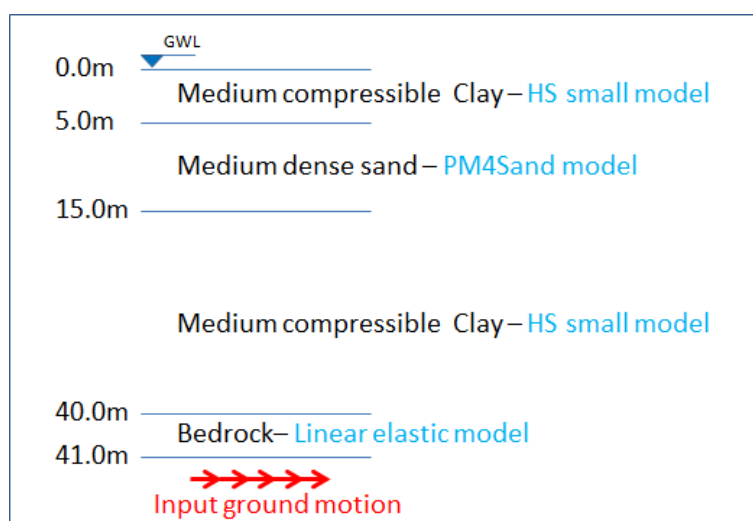 GWL
0.0m
Medium compressible Clay – HS small model
5.0m
Medium dense sand – PM4Sand model
15.0m
Medium compressible Clay – HS small model
40.0m
Bedrock– Linear elastic model
41.0m
Input ground motion